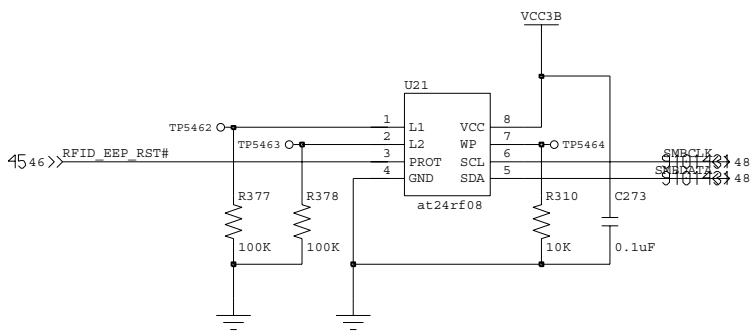 VCC3B
U21
TP5462
1 L1 VCC 8
TP5463
2 L2 WP 7
TP5464
45 46 RFID_EEP_RST#
3 PROT SCL 6
SMBCLK
48
4 GND SDA 5
SMBDATA
48
at24rf08
R377
R378
R310
C273
100K
100K
10K
0.1uF